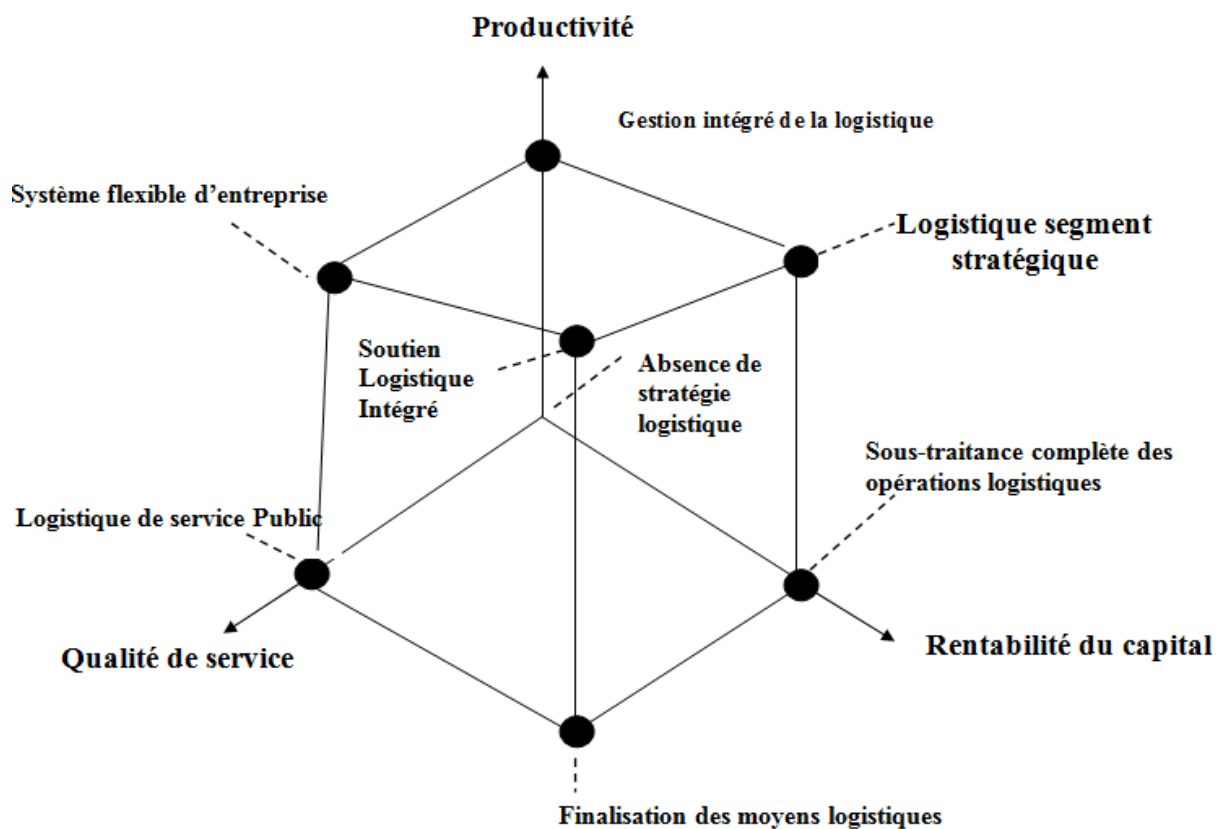 Productivité
Gestion intégré de la logistique
Système flexible d’entreprise
Logistique segment
stratégique
Soutien
Logistique
Intégré
Absence de
stratégie
logistique
Sous-traitance complète des
opérations logistiques
Logistique de service Public
Qualité de service
Rentabilité du capital
Finalisation des moyens logistiques